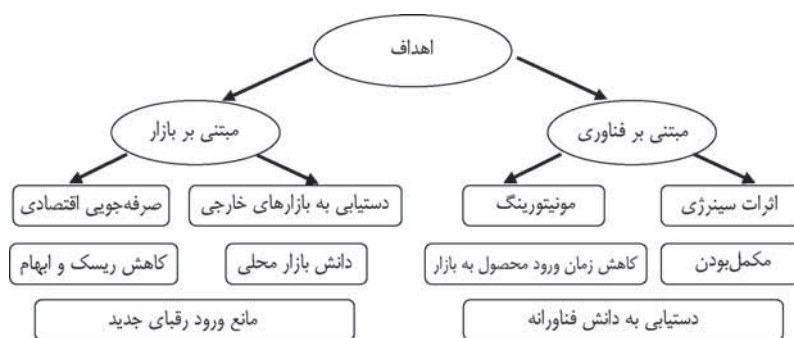 اهداف
مبتنی بر فناوری
مبتنی بر بازار
اثرات سینرژی
مونیتورینگ
دستیابی به بازارهای خارجی
صرفه‌جویی اقتصادی
مکمل‌بودن
کاهش زمان ورود محصول به بازار
دانش بازار محلی
کاهش ریسک و ابهام
دستیابی به دانش فناورانه
مانع ورود رقبای جدید